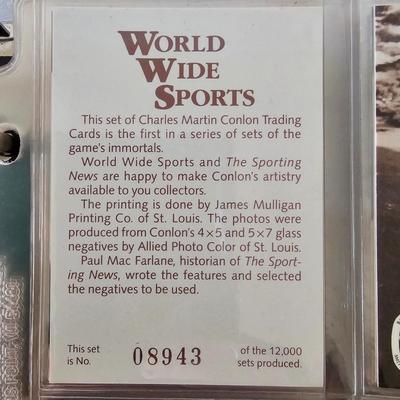 WORLD
WIDE
SPORTS
This set of Charles Martin Conlon Trading
Cards is the first in a series of sets of the
game's immortals.
World Wide Sports and The Sporting
News are happy to make Conlon's artistry
available to you collectors.
The printing is done by James Mulligan
Printing Co. of St. Louis. The photos were
produced from Conlon's 4×5 and 5×7 glass
negatives by Allied Photo Color of St. Louis.
Paul Mac Farlane, historian of The Sport-
ing News, wrote the features and selected
the negatives to be used.
This set
is No. 08943 of the 12,000
sets produced.